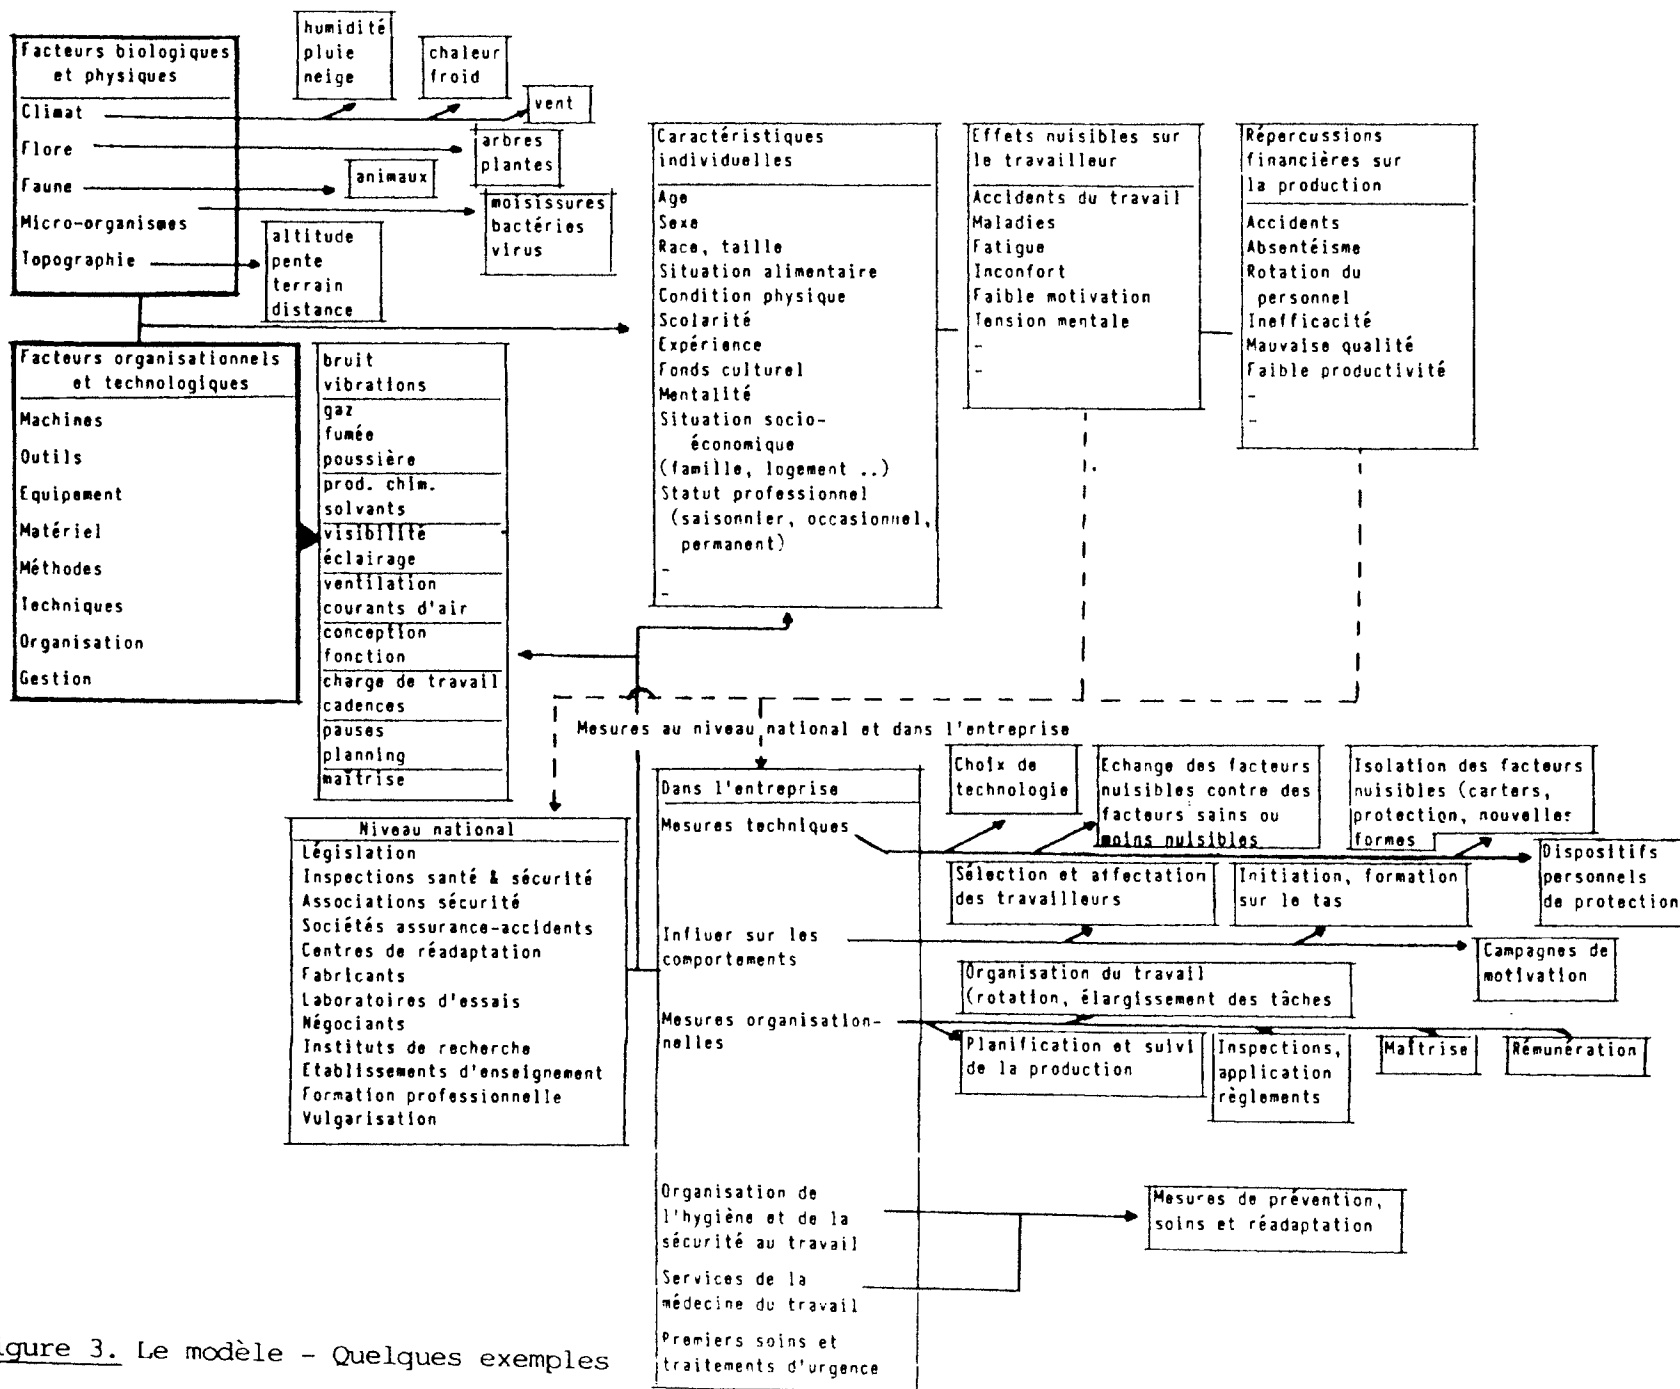 Facteurs biologiques
et physiques
Climat
Flore
Faune
Micro-organismes
Topographie
humidité
pluie
neige
chaleur
froid
vent
arbres
plantes
animaux
moisissures
bactéries
virus
altitude
pente
terrain
distance
Facteurs organisationnels
et technologiques
Machines
Outils
Equipement
Matériel
Méthodes
Techniques
Organisation
Gestion
bruit
vibrations
gaz
fumée
poussière
prod. chim.
solvants
visibilité
éclairage
ventilation
courants d'air
conception
fonction
charge de travail
cadences
pauses
planning
maîtrise
Caractéristiques
individuelles
Age
Sexe
Race, taille
Situation alimentaire
Condition physique
Scolarité
Expérience
Fonds culturel
Mentalité
Situation socio-
économique
(famille, logement ..)
Statut professionnel
(saisonnier, occasionnel,
permanent)
-
-
Effets nuisibles sur
le travailleur
Accidents du travail
Maladies
Fatigue
Inconfort
Faible motivation
Tension mentale
-
-
Répercussions
financières sur
la production
Accidents
Absentéisme
Rotation du
personnel
Inefficacité
Mauvaise qualité
Faible productivité
-
-
Mesures au niveau national et dans l'entreprise
Niveau national
Législation
Inspections santé & sécurité
Associations sécurité
Sociétés assurance-accidents
Centres de réadaptation
Fabricants
Laboratoires d'essais
Négociants
Instituts de recherche
Etablissements d'enseignement
Formation professionnelle
Vulgarisation
Dans l'entreprise
Mesures techniques
Choix de
technologie
Echange des facteurs
nuisibles contre des
facteurs sains ou
moins nuisibles
Isolation des facteurs
nuisibles (carters,
protection, nouvelles
formes
Dispositifs
personnels
de protection
Influer sur les
comportements
Sélection et affectation
des travailleurs
Initiation, formation
sur le tas
Campagnes de
motivation
Mesures organisation-
nelles
Organisation du travail
(rotation, élargissement des tâches
Planification et suivi
de la production
Inspections,
application
règlements
Maîtrise
Rémunération
Organisation de
l'hygiène et de la
sécurité au travail
Services de la
médecine du travail
Mesures de prévention,
soins et réadaptation
Premiers soins et
traitements d'urgence
igure 3. Le modèle - Quelques exemples